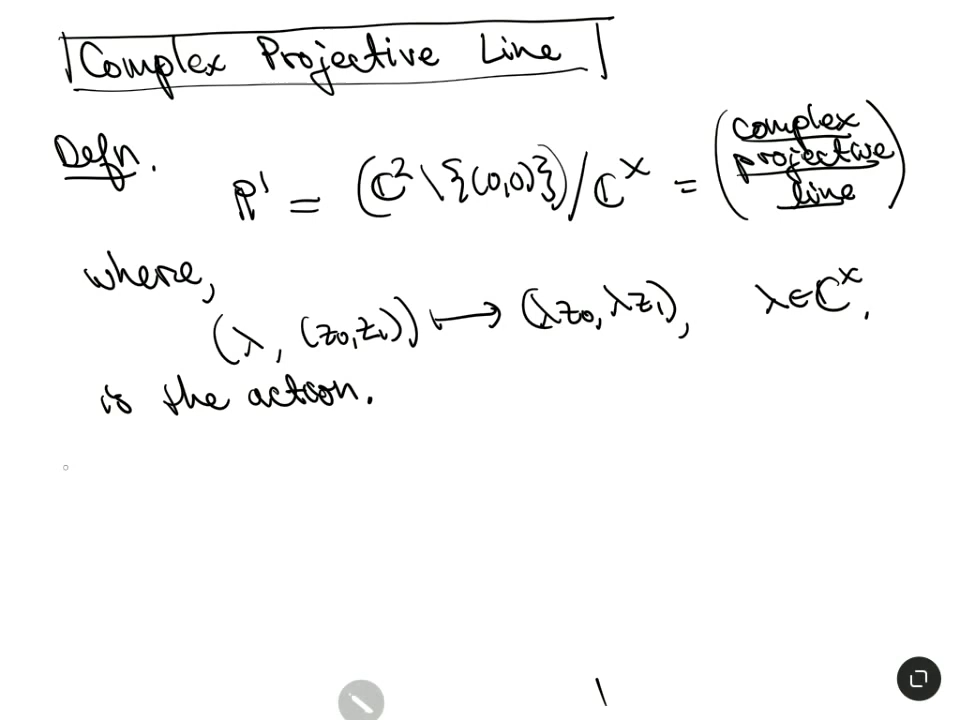 Complex Projective Line
Defn.
P¹ = (ℂ² \ {(0,0)}) / ℂ^× = (complex projective line)
where,
(λ, (z₀, z₁)) ⟼ (λz₀, λz₁), λ ∈ ℂ^×.
is the action.